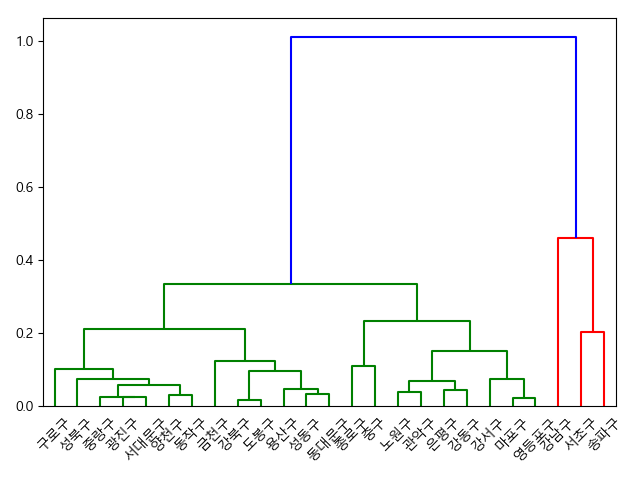 1.0
0.8
0.6
0.4
0.2
0.0
구로구
성북구
중랑구
광진구
서대문구
양천구
동작구
금천구
강북구
도봉구
용산구
성동구
동대문구
종로구
중구
노원구
관악구
은평구
강동구
강서구
마포구
영등포구
강남구
서초구
송파구